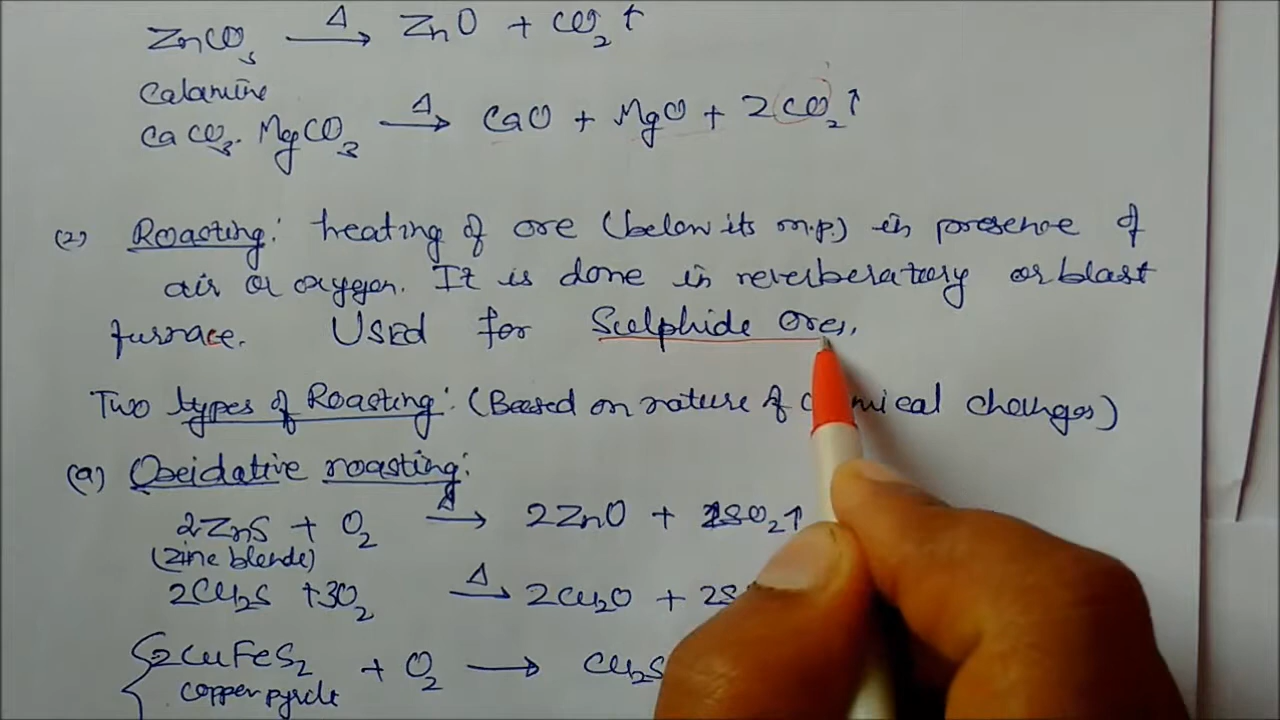 ZnCO₃ —Δ→ ZnO + CO₂↑
Calamine
CaCO₃. MgCO₃ —Δ→ CaO + MgO + 2CO₂↑
(2) Roasting: heating of ore (below its m.p.) in presence of
air or oxygen. It is done in reverberatory or blast
furnace. Used for Sulphide Ores.
Two types of Roasting: (Based on nature of chemical changes)
(a) Oxidative roasting:
2ZnS + O₂ —Δ→ 2ZnO + 2SO₂↑
(zinc blende)
2Cu₂S + 3O₂ —Δ→ 2Cu₂O + 2S
2CuFeS₂ + O₂ → Cu₂S
copper pyrite